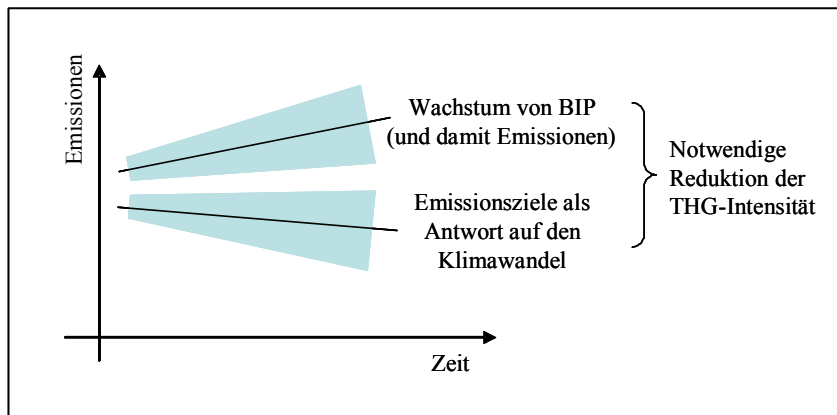 Emissionen
Wachstum von BIP
(und damit Emissionen)
Notwendige
Reduktion der
THG-Intensität
Emissionsziele als
Antwort auf den
Klimawandel
Zeit